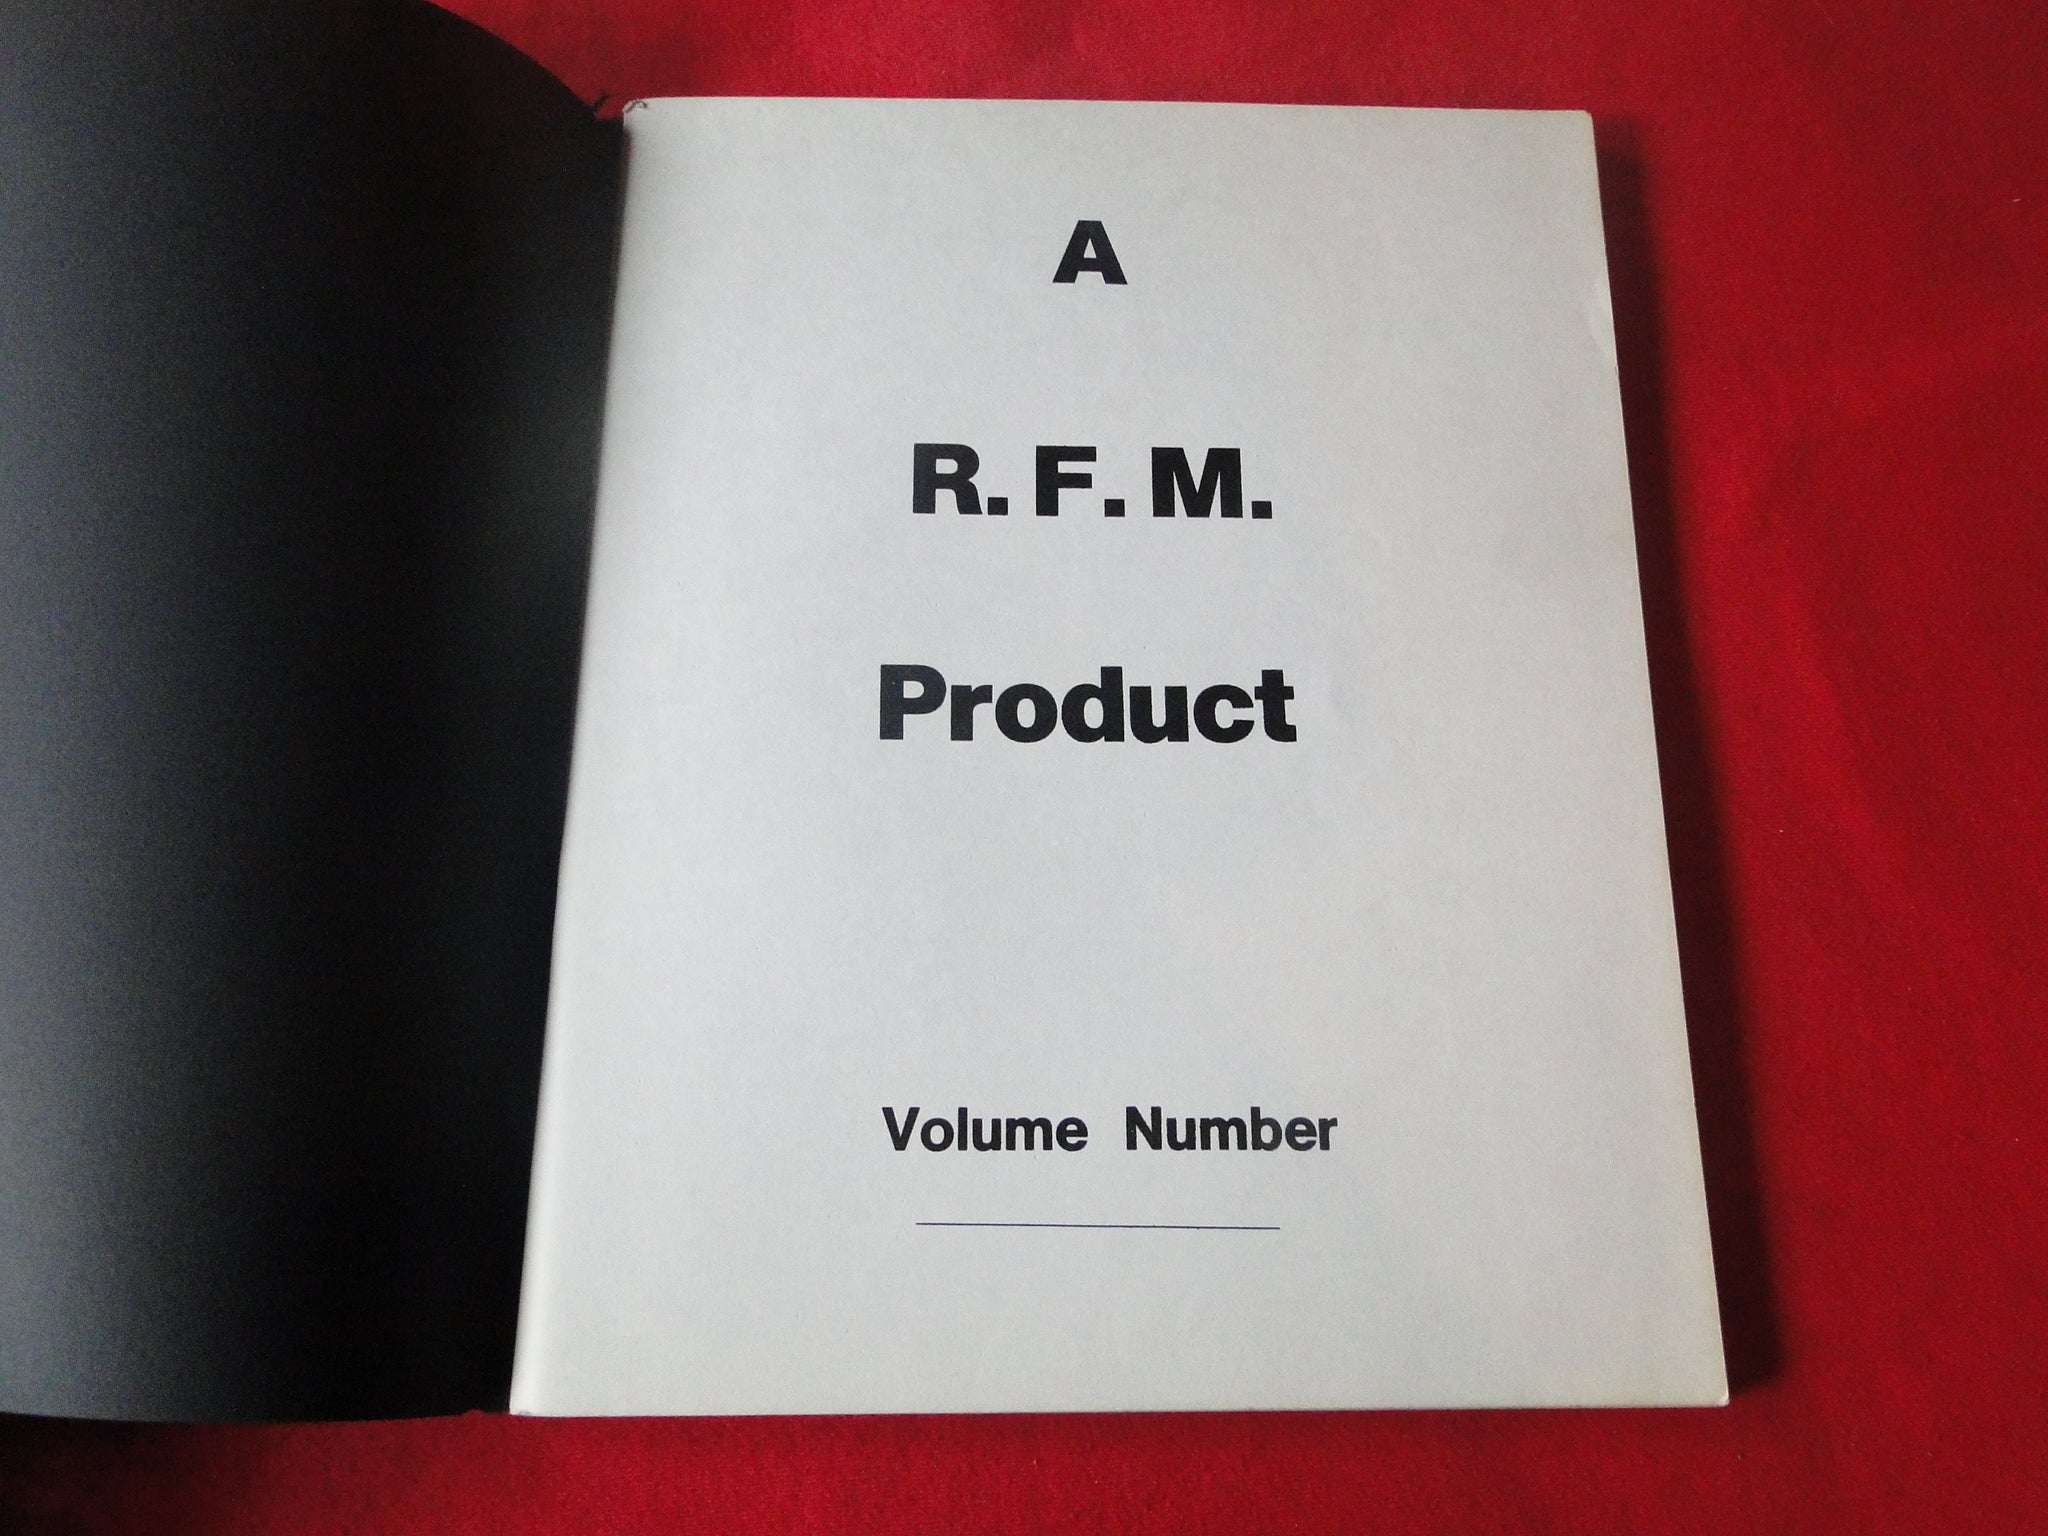 A
R. F. M.
Product
Volume Number